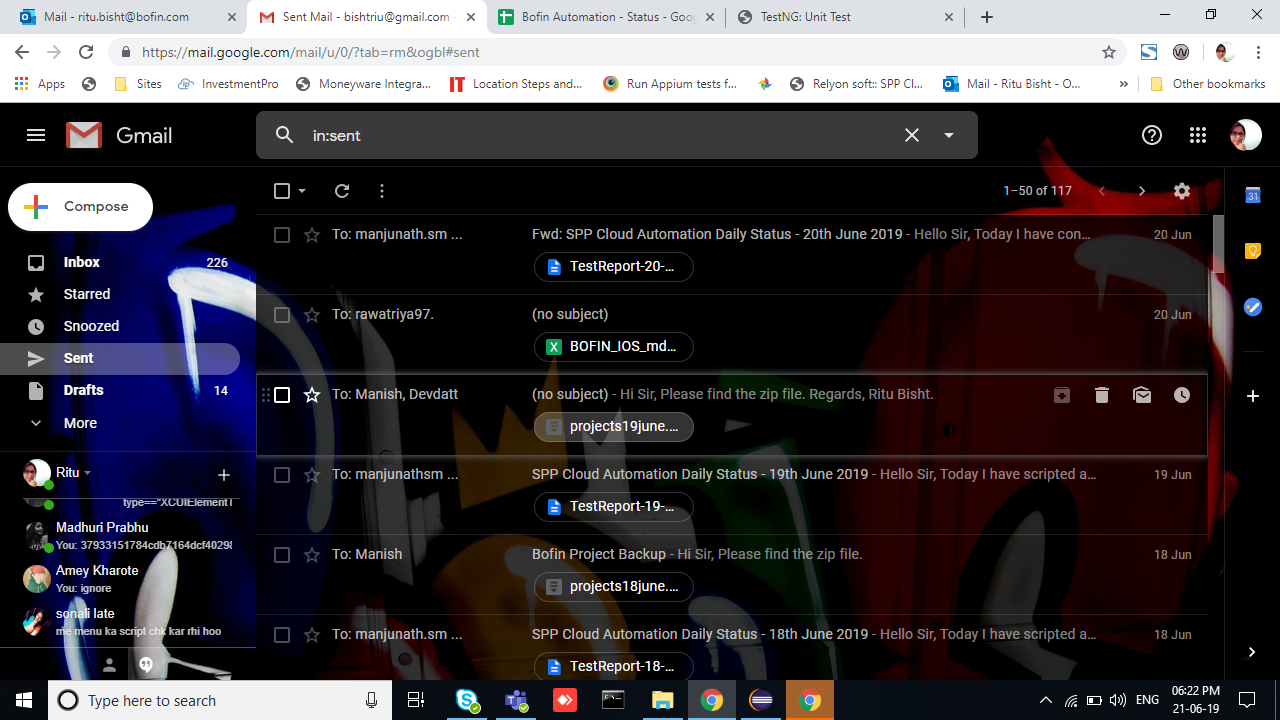 Mail - ritu.bisht@bofin.com
Sent Mail - bishtriu@gmail.com -
Bofin Automation - Status - Goog
TestNG: Unit Test
https://mail.google.com/mail/u/0/?tab=rm&ogbl#sent
Apps
Sites
InvestmentPro
Moneyware Integra...
Location Steps and...
Run Appium tests f...
Relyon soft:: SPP Cl...
Mail - Ritu Bisht - O...
»
Other bookmarks
Gmail
in:sent
Compose
1–50 of 117
31
Inbox 226
Starred
Snoozed
Sent
Drafts 14
More
To: manjunath.sm ... Fwd: SPP Cloud Automation Daily Status - 20th June 2019 - Hello Sir, Today I have con... 20 Jun
TestReport-20-...
To: rawatriya97. (no subject) 20 Jun
BOFIN_IOS_md...
To: Manish, Devdatt (no subject) - Hi Sir, Please find the zip file. Regards, Ritu Bisht.
projects19june....
To: manjunathsm ... SPP Cloud Automation Daily Status - 19th June 2019 - Hello Sir, Today I have scripted a... 19 Jun
TestReport-19-...
To: Manish Bofin Project Backup - Hi Sir, Please find the zip file. 18 Jun
projects18june....
To: manjunath.sm ... SPP Cloud Automation Daily Status - 18th June 2019 - Hello Sir, Today I have scripted a... 18 Jun
TestReport-18-...
Ritu
type=="XCUIElementT
Madhuri Prabhu
You: 37933151784cdb7164dcf40298
Amey Kharote
You: ignore
sonali late
me menu ka script chk kar rhi hoo
Type here to search
ENG
06:22 PM
21-06-19